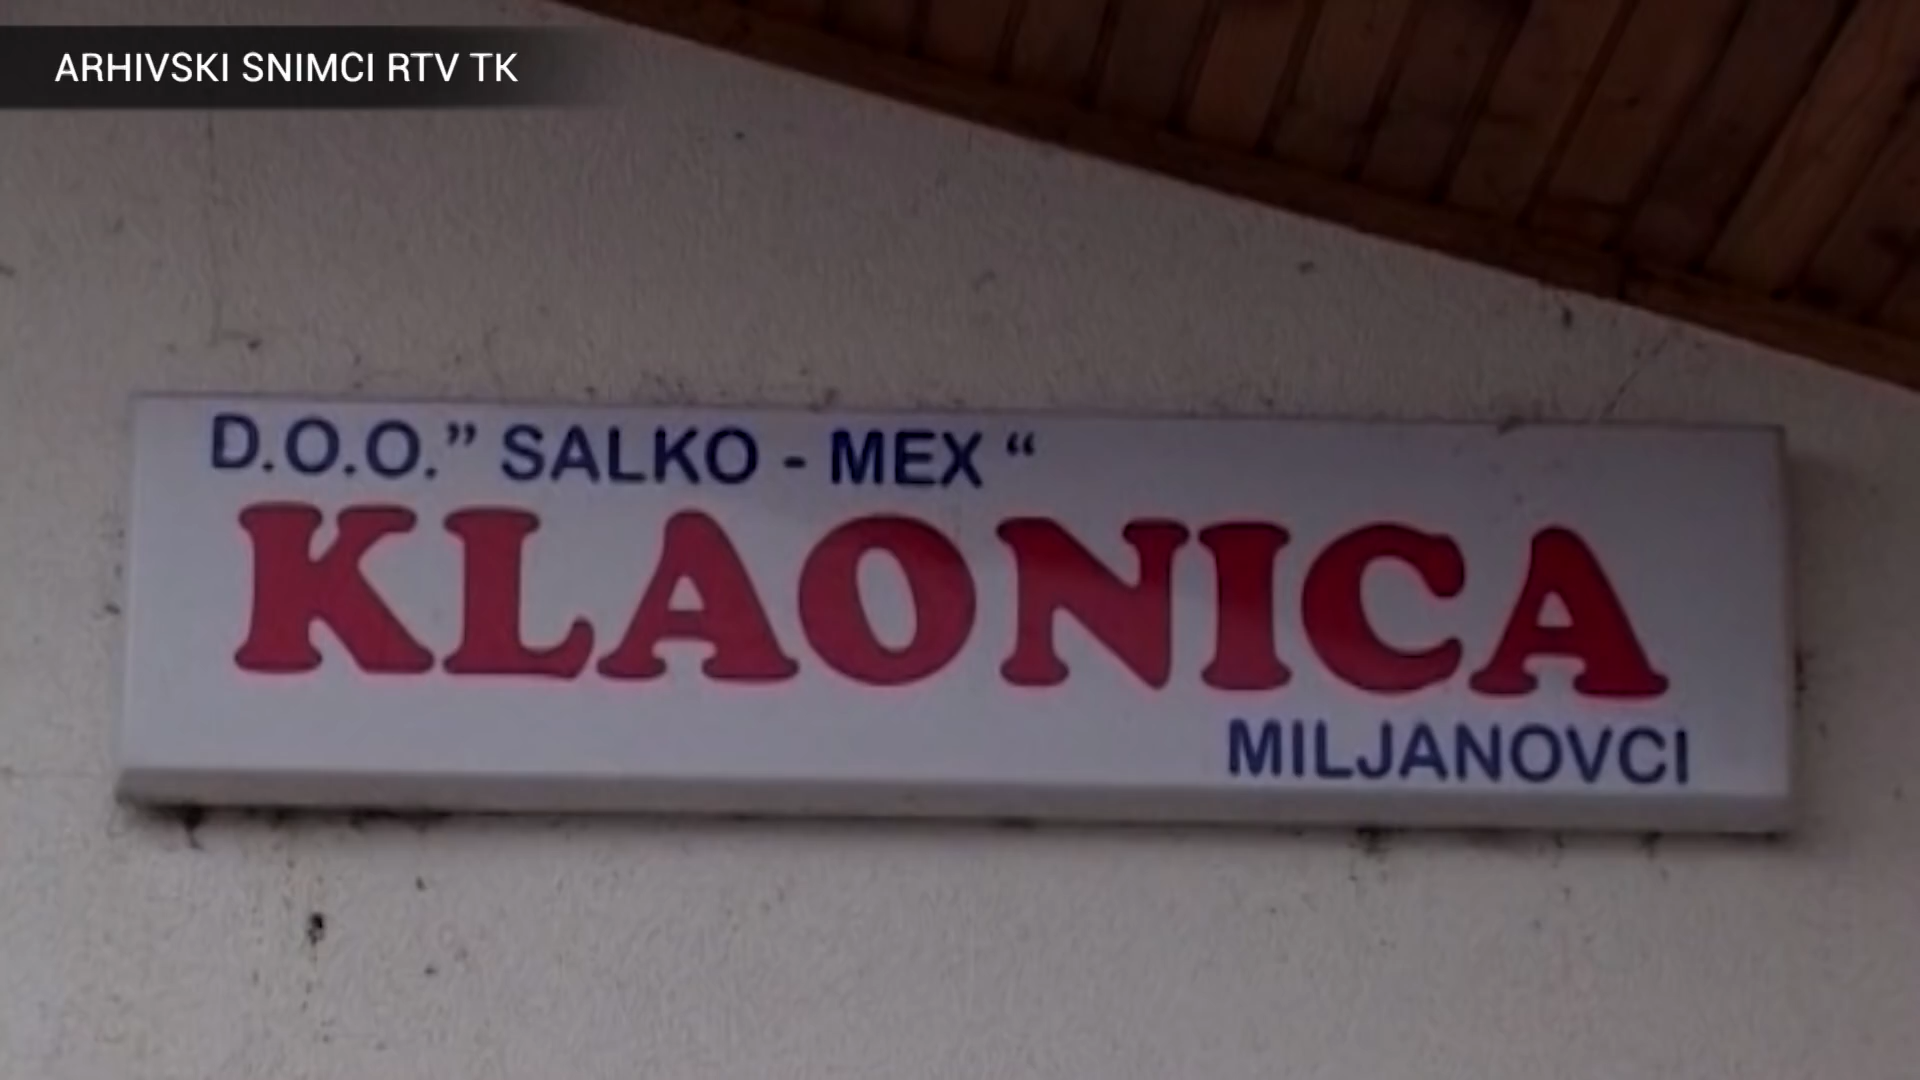 ARHIVSKI SNIMCI RTV TK
D.O.O.” SALKO - MEX “
KLAONICA
MILJANOVCI